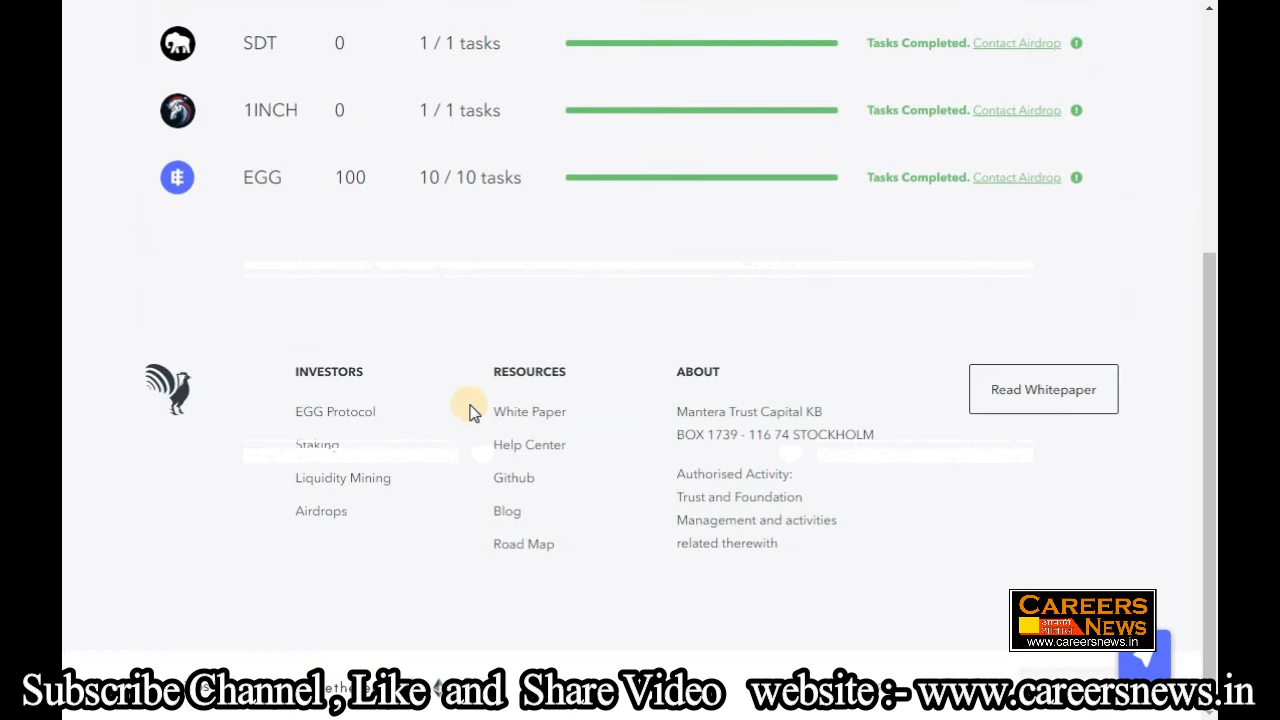 SDT 0 1 / 1 tasks Tasks Completed. Contact Airdrop
1INCH 0 1 / 1 tasks Tasks Completed. Contact Airdrop
EGG 100 10 / 10 tasks Tasks Completed. Contact Airdrop
INVESTORS
EGG Protocol
Staking
Liquidity Mining
Airdrops
RESOURCES
White Paper
Help Center
Github
Blog
Road Map
ABOUT
Mantera Trust Capital KB
BOX 1739 - 116 74 STOCKHOLM
Authorised Activity:
Trust and Foundation
Management and activities
related therewith
Read Whitepaper
CAREERS
NEWS
www.careersnews.in
Subscribe Channel , Like and Share Video website :- www.careersnews.in